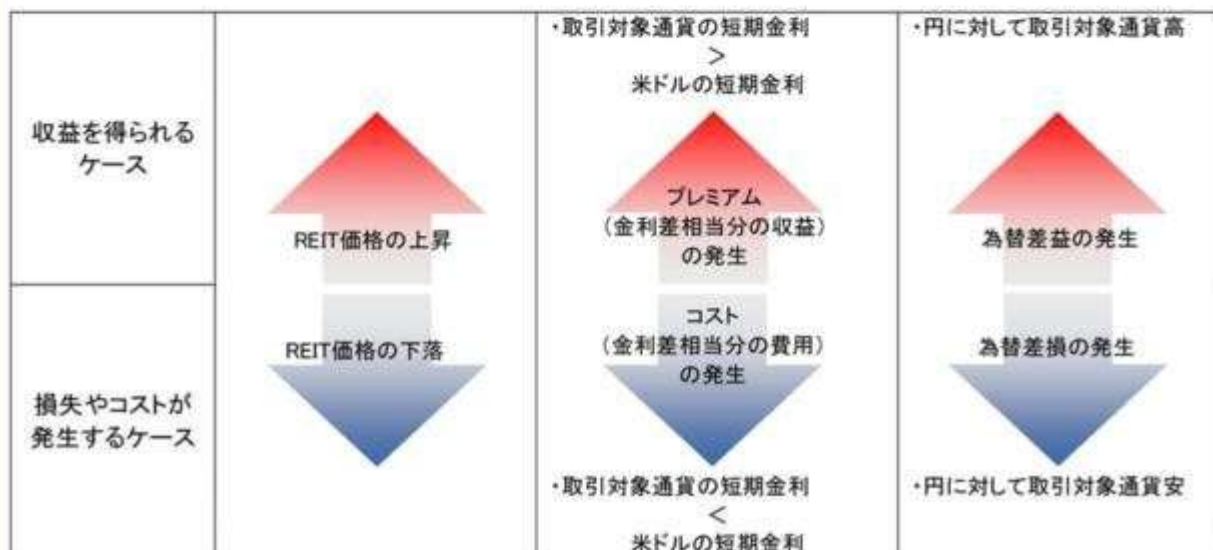 ・取引対象通貨の短期金利
＞
米ドルの短期金利
・円に対して取引対象通貨高
収益を得られる
ケース
REIT価格の上昇
プレミアム
（金利差相当分の収益）
の発生
為替差益の発生
損失やコストが
発生するケース
REIT価格の下落
コスト
（金利差相当分の費用）
の発生
為替差損の発生
・取引対象通貨の短期金利
＜
米ドルの短期金利
・円に対して取引対象通貨安